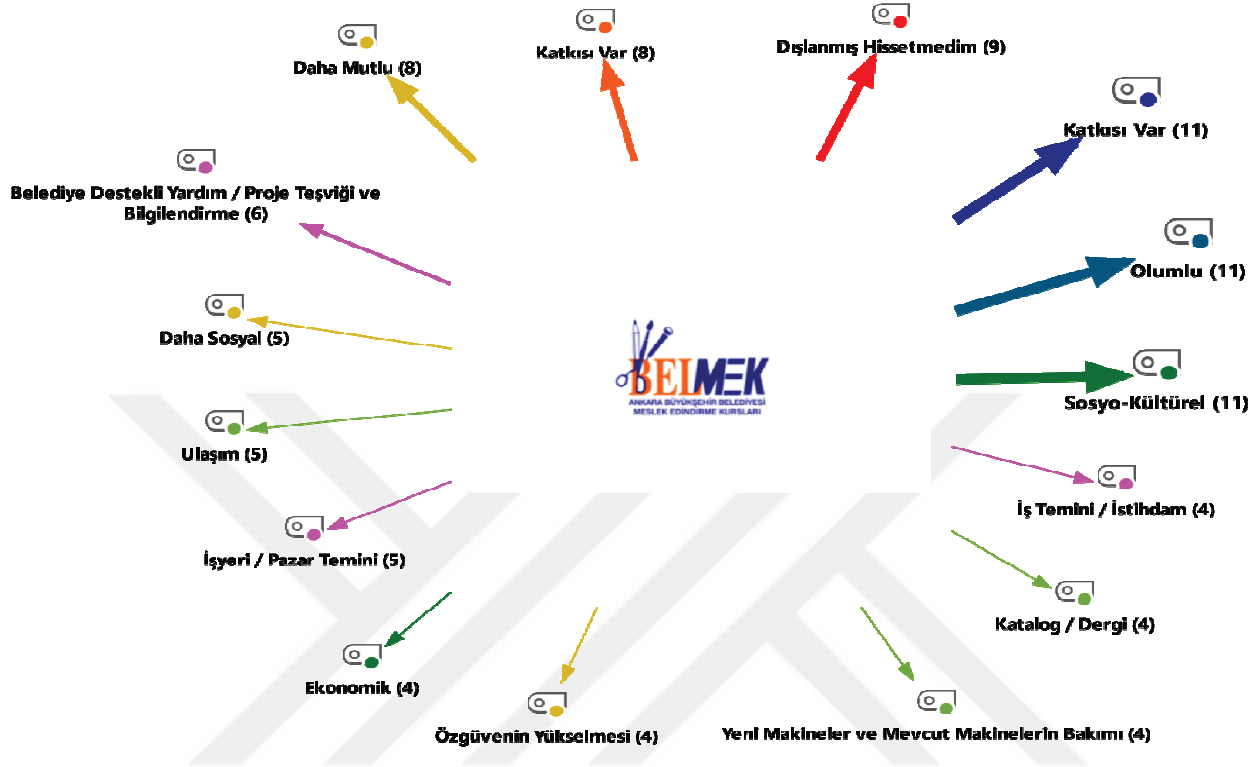 Dışlanmış Hissetmedim (9)
Katkısı Var (8)
Daha Mutlu (8)
Katkısı Var (11)
Belediye Destekli Yardım / Proje Teşviği ve
Bilgilendirme (6)
Olumlu (11)
Daha Sosyal (5)
BELMEK
ANKARA BÜYÜKŞEHİR BELEDİYESİ
MESLEK EDİNDİRME KURSLARI
Sosyo-Kültürel (11)
Ulaşım (5)
İş Temini / İstihdam (4)
İşyeri / Pazar Temini (5)
Katalog / Dergi (4)
Ekonomik (4)
Özgüvenin Yükselmesi (4)
Yeni Makineler ve Mevcut Makinelerin Bakımı (4)